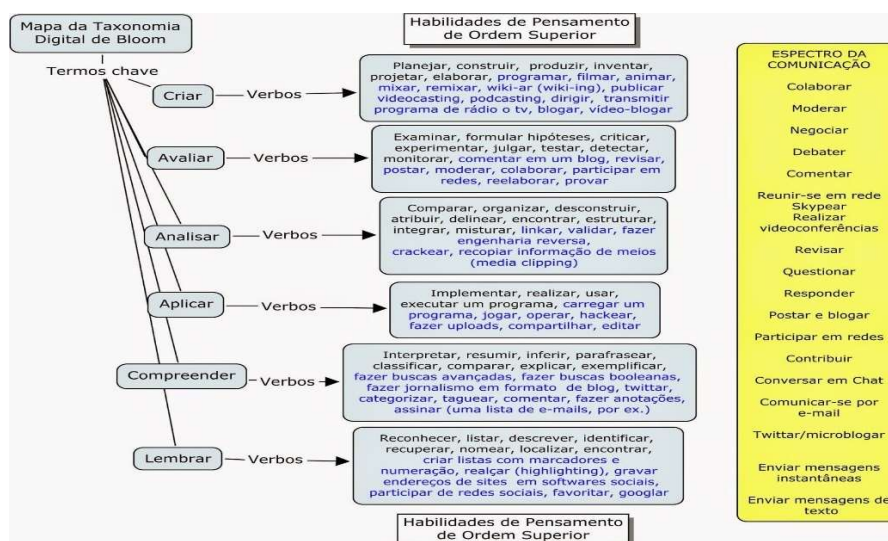 Mapa da Taxonomia
Digital de Bloom
Termos chave
Habilidades de Pensamento
de Ordem Superior
Criar
Verbos
Planejar, construir, produzir, inventar,
projetar, elaborar, programar, filmar, animar,
mixar, remixar, wiki-ar (wiki-ing), publicar
videocasting, podcasting, dirigir, transmitir
programa de rádio o tv, blogar, vídeo-blogar
Avaliar
Verbos
Examinar, formular hipóteses, criticar,
experimentar, julgar, testar, detectar,
monitorar, comentar em um blog, revisar,
postar, moderar, colaborar, participar em
redes, reelaborar, provar
Analisar
Verbos
Comparar, organizar, desconstruir,
atribuir, delinear, encontrar, estruturar,
integrar, misturar, linkar, validar, fazer
engenharia reversa,
crackear, recopiar informação de meios
(media clipping)
Aplicar
Verbos
Implementar, realizar, usar,
executar um programa, carregar um
programa, jogar, operar, hackear,
fazer uploads, compartilhar, editar
Compreender
Verbos
Interpretar, resumir, inferir, parafrasear,
classificar, comparar, explicar, exemplificar,
fazer buscas avançadas, fazer buscas booleanas,
fazer jornalismo em formato de blog, twittar,
categorizar, taguear, comentar, fazer anotações,
assinar (uma lista de e-mails, por ex.)
Lembrar
Verbos
Reconhecer, listar, descrever, identificar,
recuperar, nomear, localizar, encontrar,
criar listas com marcadores e
numeração, realçar (highlighting), gravar
endereços de sites em softwares sociais,
participar de redes sociais, favoritar, googlar
Habilidades de Pensamento
de Ordem Superior
ESPECTRO DA
COMUNICAÇÃO
Colaborar
Moderar
Negociar
Debater
Comentar
Reunir-se em rede
Skypear
Realizar
videoconferências
Revisar
Questionar
Responder
Postar e blogar
Participar em redes
Contribuir
Conversar em Chat
Comunicar-se por
e-mail
Twittar/microblogar
Enviar mensagens
instantâneas
Enviar mensagens de
texto